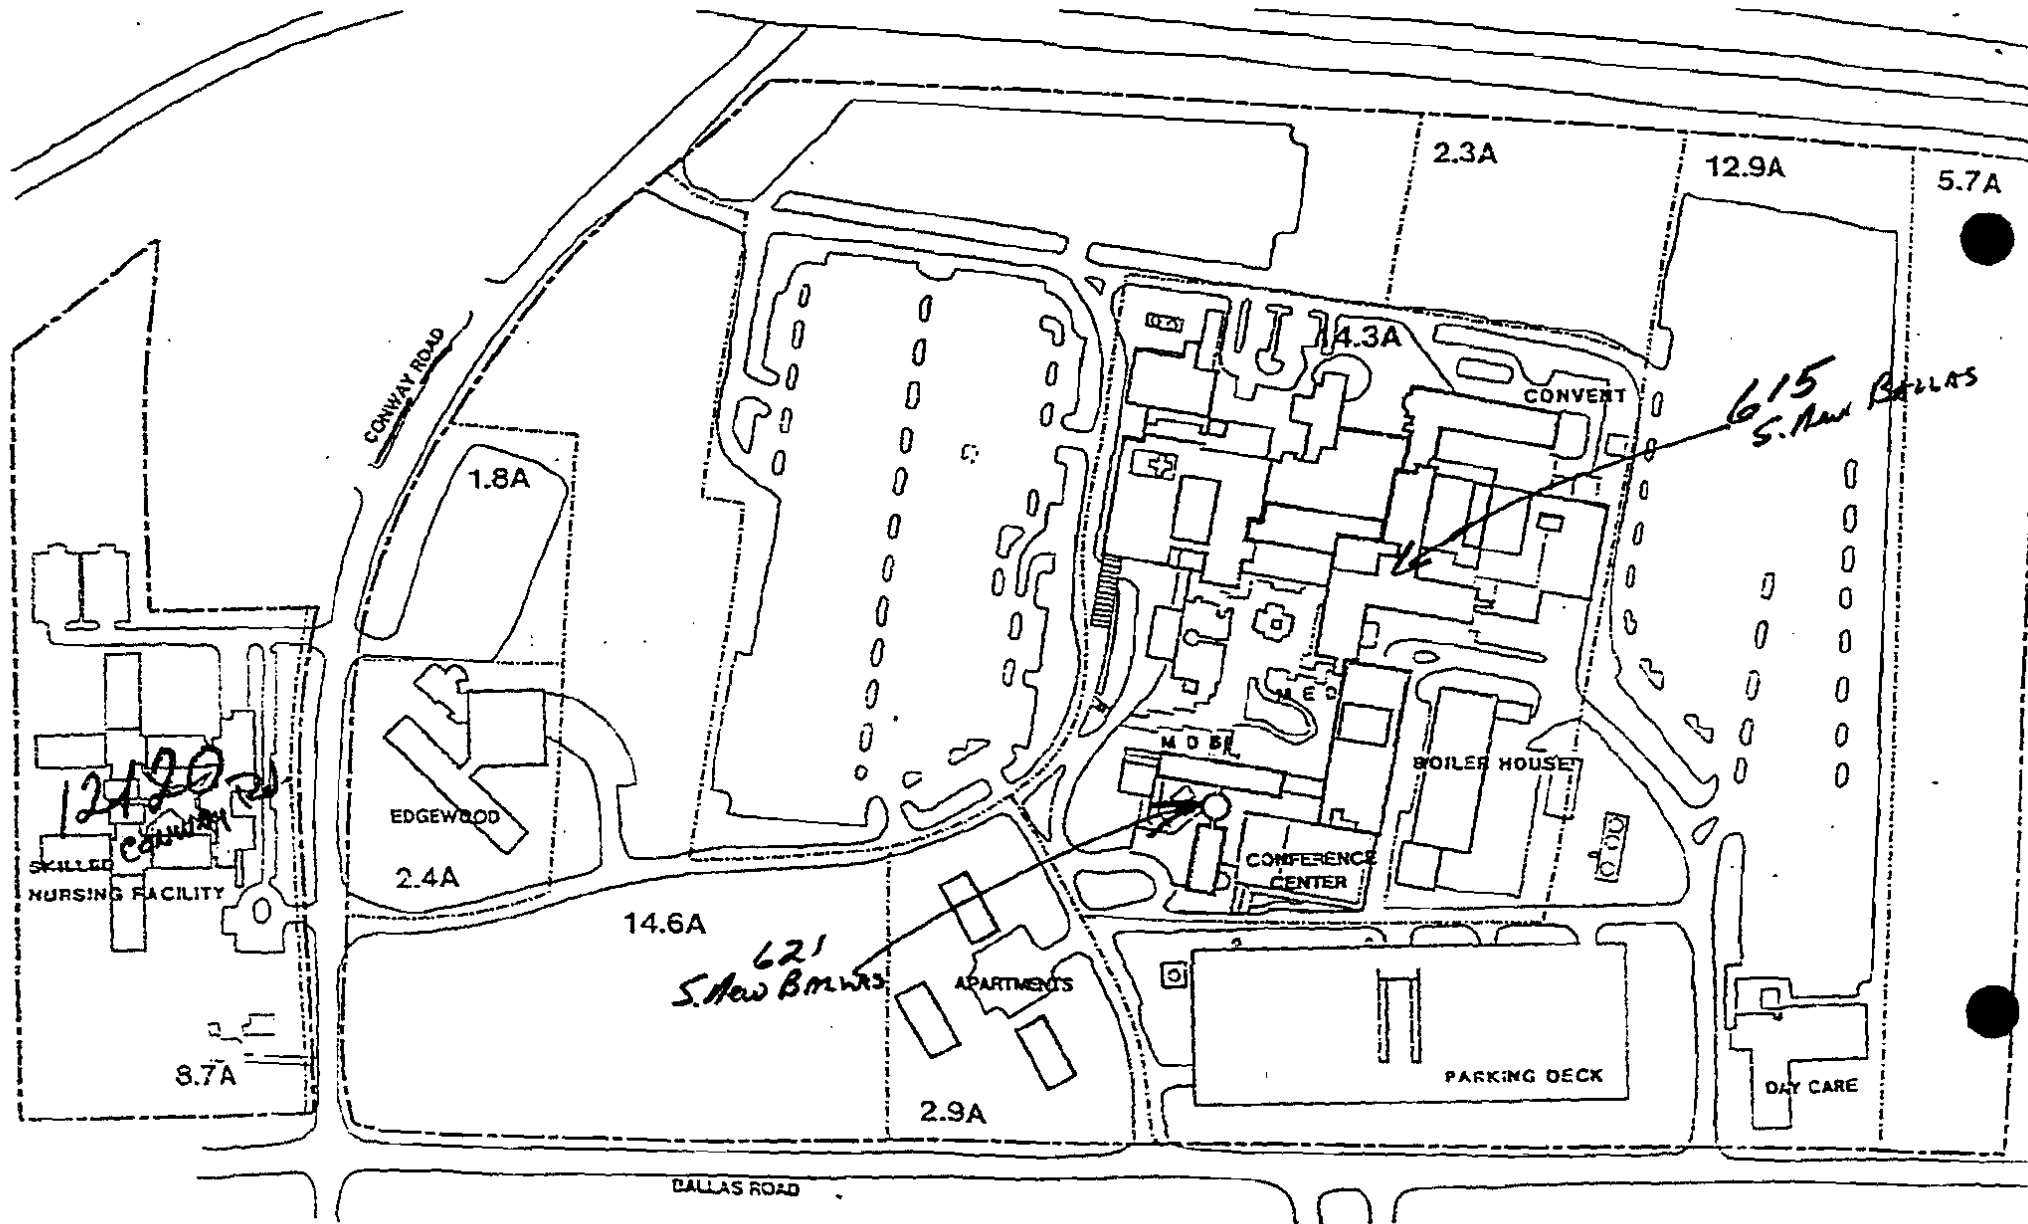 2.3A
12.9A
5.7A
CONWAY ROAD
14.3A
CONVENT
615
S. New BALLAS
1.8A
M E D
M O B
BOILER HOUSE
12120
CONWAY Rd
EDGEWOOD
SKILLED
NURSING FACILITY
2.4A
CONFERENCE
CENTER
14.6A
621
S. New BALLAS
APARTMENTS
8.7A
PARKING DECK
DAY CARE
2.9A
BALLAS ROAD